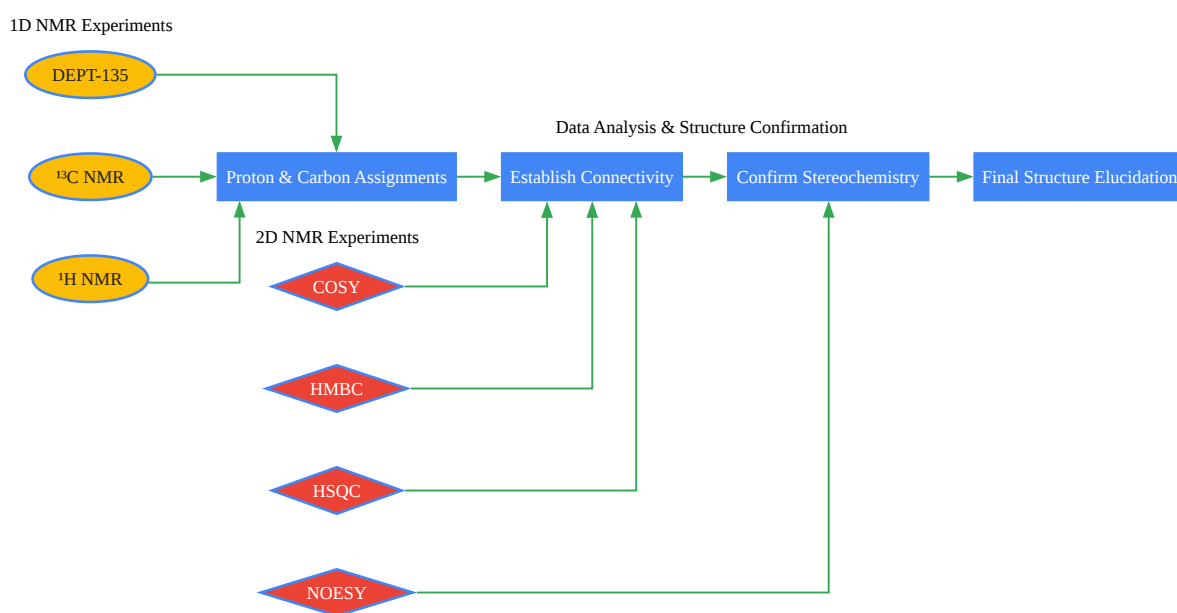 1D NMR Experiments
DEPT-135
Data Analysis & Structure Confirmation
¹³C NMR
Proton & Carbon Assignments
Establish Connectivity
Confirm Stereochemistry
Final Structure Elucidation
2D NMR Experiments
¹H NMR
COSY
HMBC
HSQC
NOESY